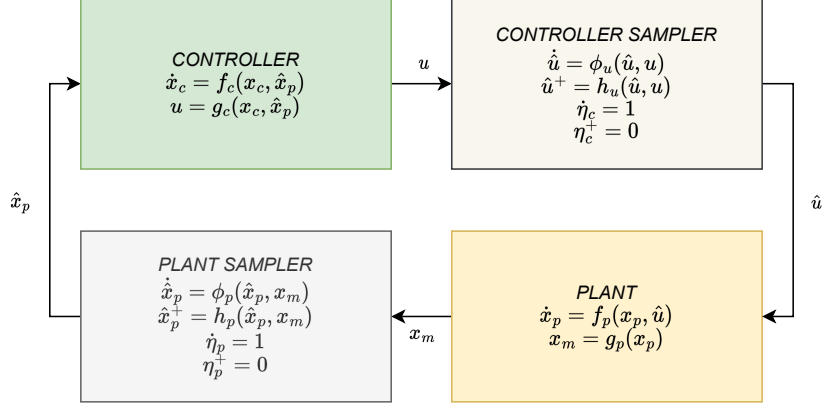 CONTROLLER
ẋ_c = f_c(x_c, x̂_p)
u = g_c(x_c, x̂_p)
u
CONTROLLER SAMPLER
û̇ = ϕ_u(û, u)
û^+ = h_u(û, u)
η̇_c = 1
η_c^+ = 0
x̂_p
û
PLANT SAMPLER
x̂̇_p = ϕ_p(x̂_p, x_m)
x̂_p^+ = h_p(x̂_p, x_m)
η̇_p = 1
η_p^+ = 0
x_m
PLANT
ẋ_p = f_p(x_p, û)
x_m = g_p(x_p)